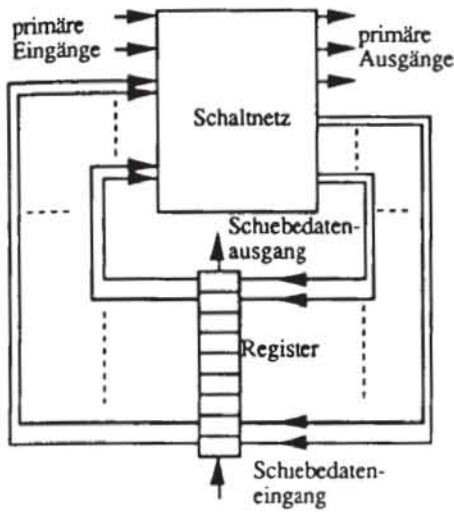 primäre
Eingänge
primäre
Ausgänge
Schaltnetz
Schiebedaten-
ausgang
Register
Schiebedaten-
eingang